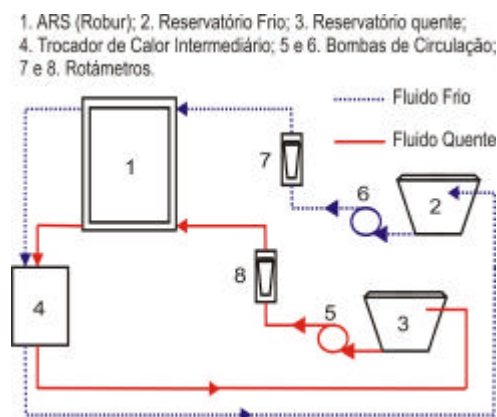 1. ARS (Robur); 2. Reservatório Frio; 3. Reservatório quente;
4. Trocador de Calor Intermediário; 5 e 6. Bombas de Circulação;
7 e 8. Rotámetros.
Fluido Frio
Fluido Quente
1
7
6
2
8
5
3
4